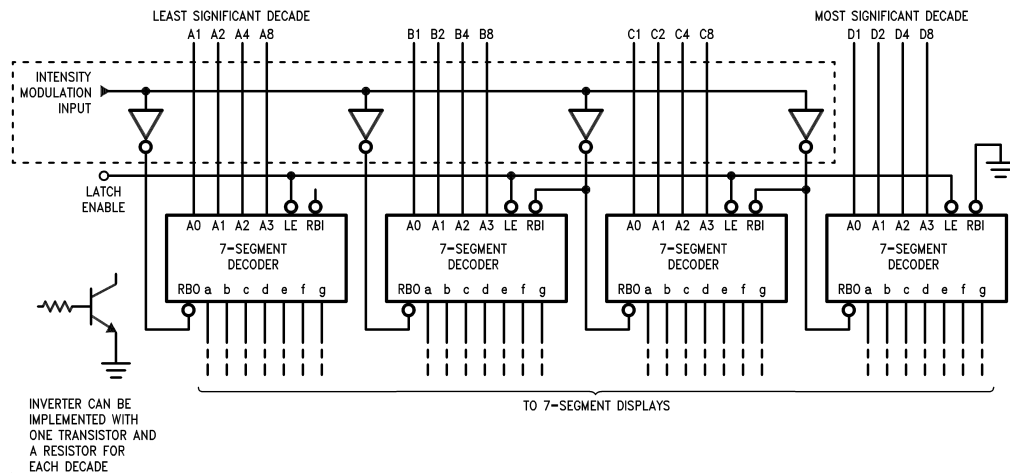 LEAST SIGNIFICANT DECADE
MOST SIGNIFICANT DECADE
A1 A2 A4 A8 B1 B2 B4 B8 C1 C2 C4 C8 D1 D2 D4 D8
INTENSITY
MODULATION
INPUT
LATCH
ENABLE
A0 A1 A2 A3 LE RBI
7-SEGMENT
DECODER
RBO a b c d e f g
A0 A1 A2 A3 LE RBI
7-SEGMENT
DECODER
RBO a b c d e f g
A0 A1 A2 A3 LE RBI
7-SEGMENT
DECODER
RBO a b c d e f g
A0 A1 A2 A3 LE RBI
7-SEGMENT
DECODER
RBO a b c d e f g
TO 7-SEGMENT DISPLAYS
INVERTER CAN BE
IMPLEMENTED WITH
ONE TRANSISTOR AND
A RESISTOR FOR
EACH DECADE